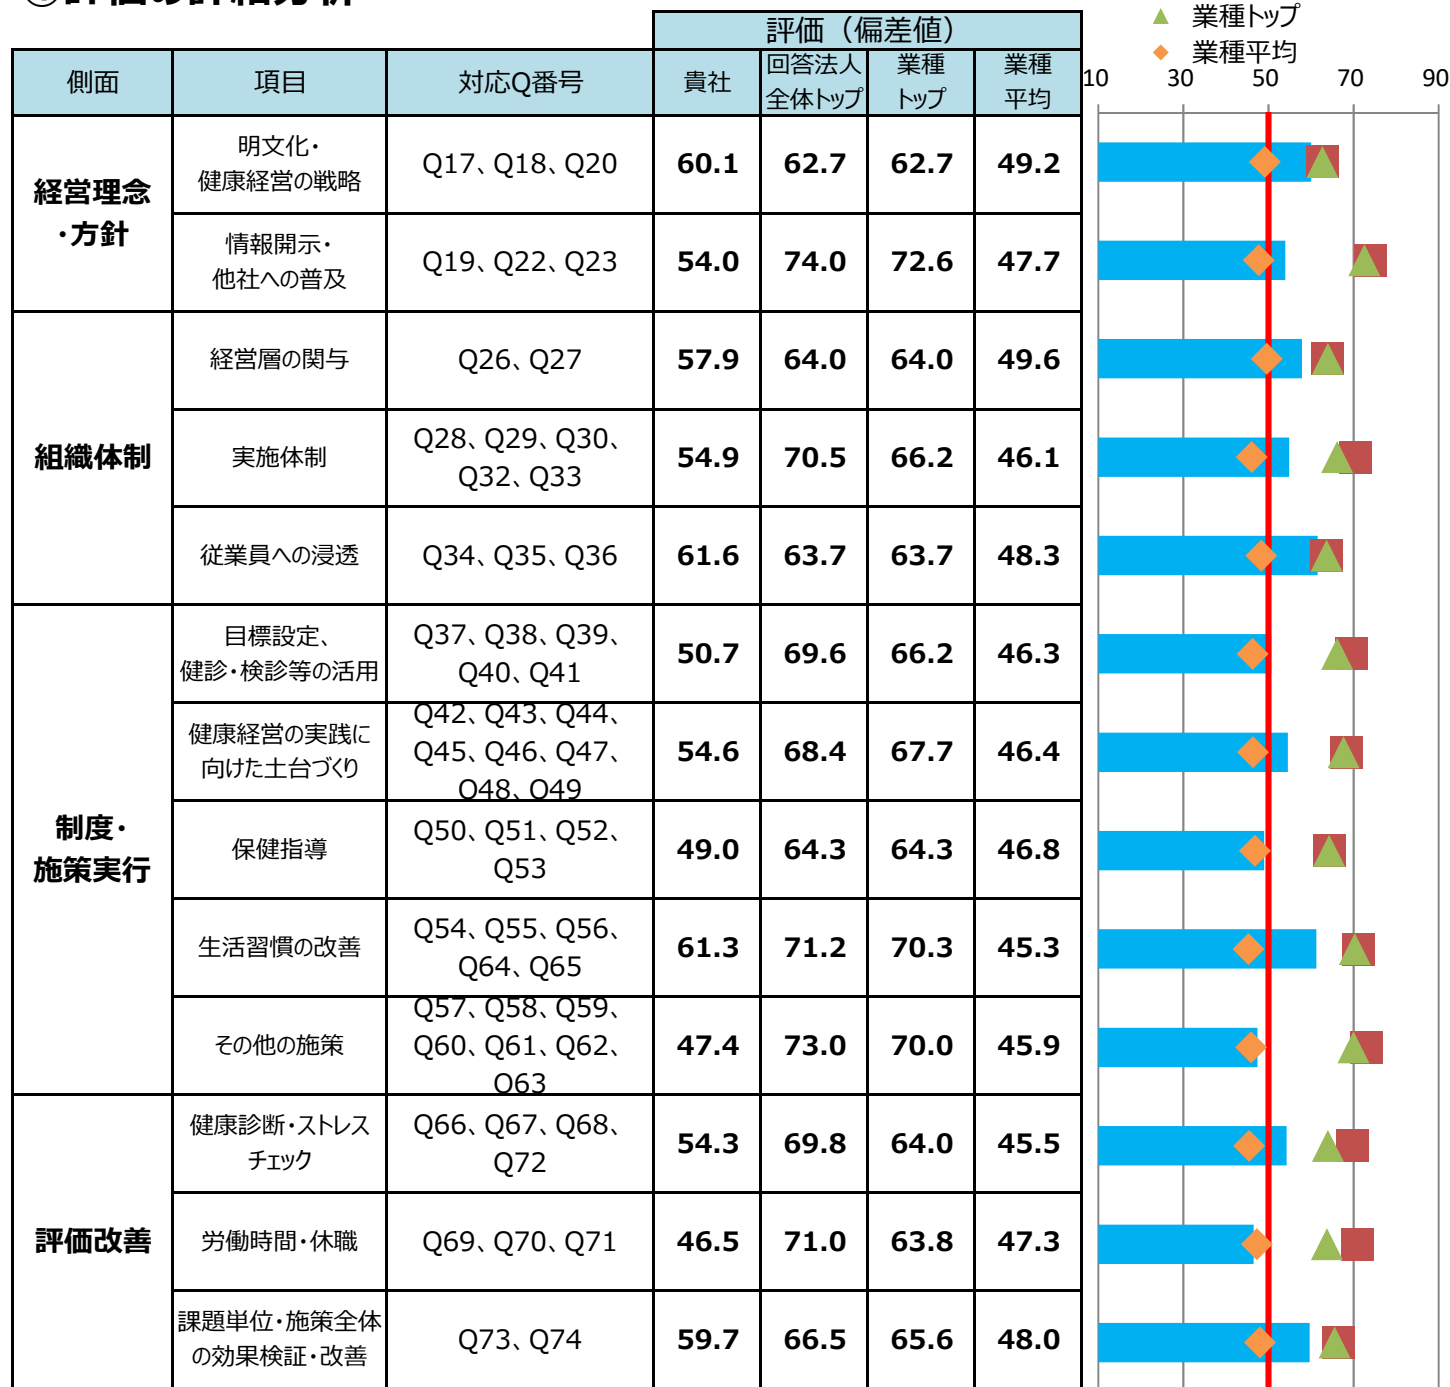 評価の詳細分析
▲ 業種トップ
◆ 業種平均
評価（偏差値）
側面 項目 対応Q番号 貴社 回答法人 業種 業種
全体トップ トップ 平均
10 30 50 70 90
経営理念
・方針
明文化・
健康経営の戦略
Q17、Q18、Q20
60.1 62.7 62.7 49.2
情報開示・
他社への普及
Q19、Q22、Q23
54.0 74.0 72.6 47.7
組織体制
経営層の関与
Q26、Q27
57.9 64.0 64.0 49.6
実施体制
Q28、Q29、Q30、
Q32、Q33
54.9 70.5 66.2 46.1
従業員への浸透
Q34、Q35、Q36
61.6 63.7 63.7 48.3
制度・
施策実行
目標設定、
健診・検診等の活用
Q37、Q38、Q39、
Q40、Q41
50.7 69.6 66.2 46.3
健康経営の実践に
向けた土台づくり
Q42、Q43、Q44、
Q45、Q46、Q47、
Q48、Q49
54.6 68.4 67.7 46.4
保健指導
Q50、Q51、Q52、
Q53
49.0 64.3 64.3 46.8
生活習慣の改善
Q54、Q55、Q56、
Q64、Q65
61.3 71.2 70.3 45.3
その他の施策
Q57、Q58、Q59、
Q60、Q61、Q62、
Q63
47.4 73.0 70.0 45.9
評価改善
健康診断・ストレス
チェック
Q66、Q67、Q68、
Q72
54.3 69.8 64.0 45.5
労働時間・休職
Q69、Q70、Q71
46.5 71.0 63.8 47.3
課題単位・施策全体
の効果検証・改善
Q73、Q74
59.7 66.5 65.6 48.0